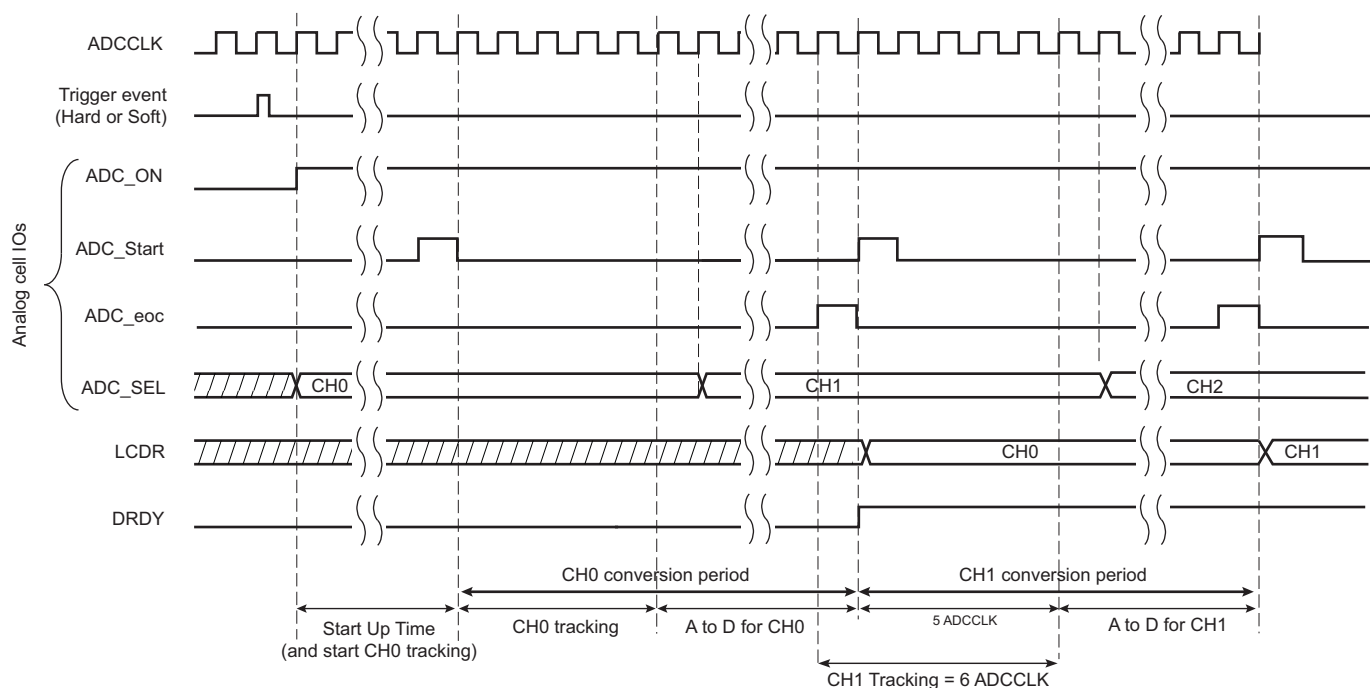 ADCCLK
Trigger event
(Hard or Soft)
Analog cell IOs
ADC_ON
ADC_Start
ADC_eoc
ADC_SEL
CH0
CH1
CH2
LCDR
CH0
CH1
DRDY
CH0 conversion period
CH1 conversion period
Start Up Time
(and start CH0 tracking)
CH0 tracking
A to D for CH0
5 ADCCLK
A to D for CH1
CH1 Tracking = 6 ADCCLK